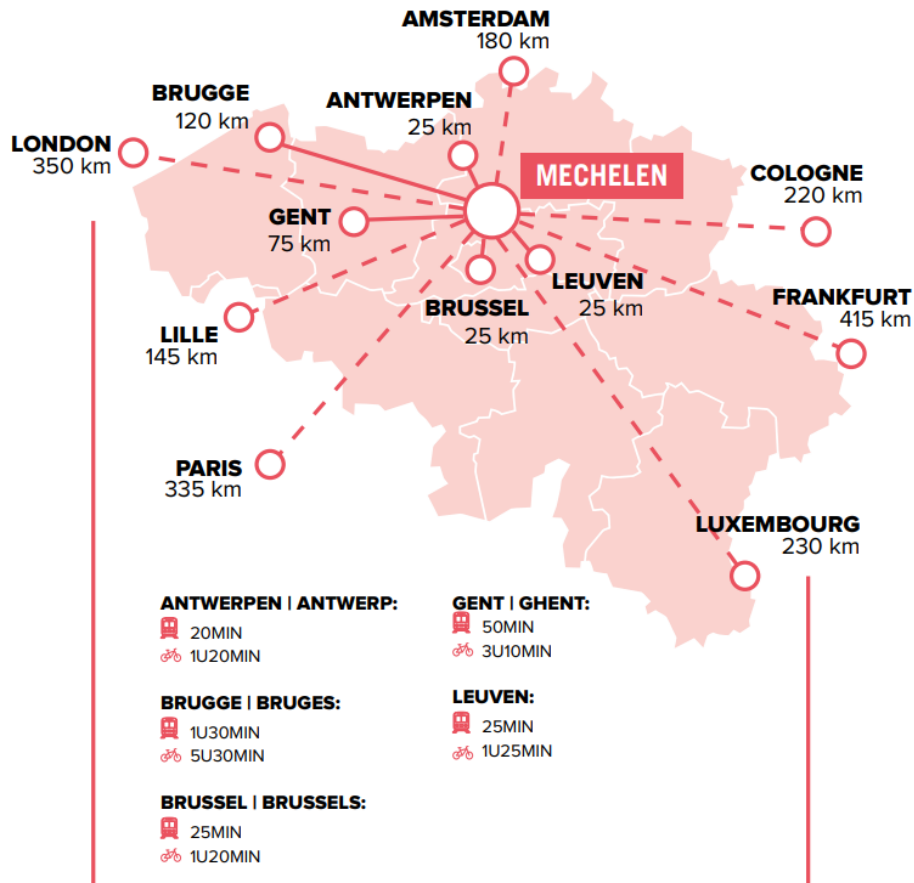 AMSTERDAM
180 km
BRUGGE
120 km
ANTWERPEN
25 km
LONDON
350 km
MECHELEN
COLOGNE
220 km
GENT
75 km
LEUVEN
25 km
BRUSSEL
25 km
FRANKFURT
415 km
LILLE
145 km
PARIS
335 km
LUXEMBOURG
230 km
ANTWERPEN | ANTWERP:
20MIN
1U20MIN
BRUGGE | BRUGES:
1U30MIN
5U30MIN
BRUSSEL | BRUSSELS:
25MIN
1U20MIN
GENT | GHENT:
50MIN
3U10MIN
LEUVEN:
25MIN
1U25MIN